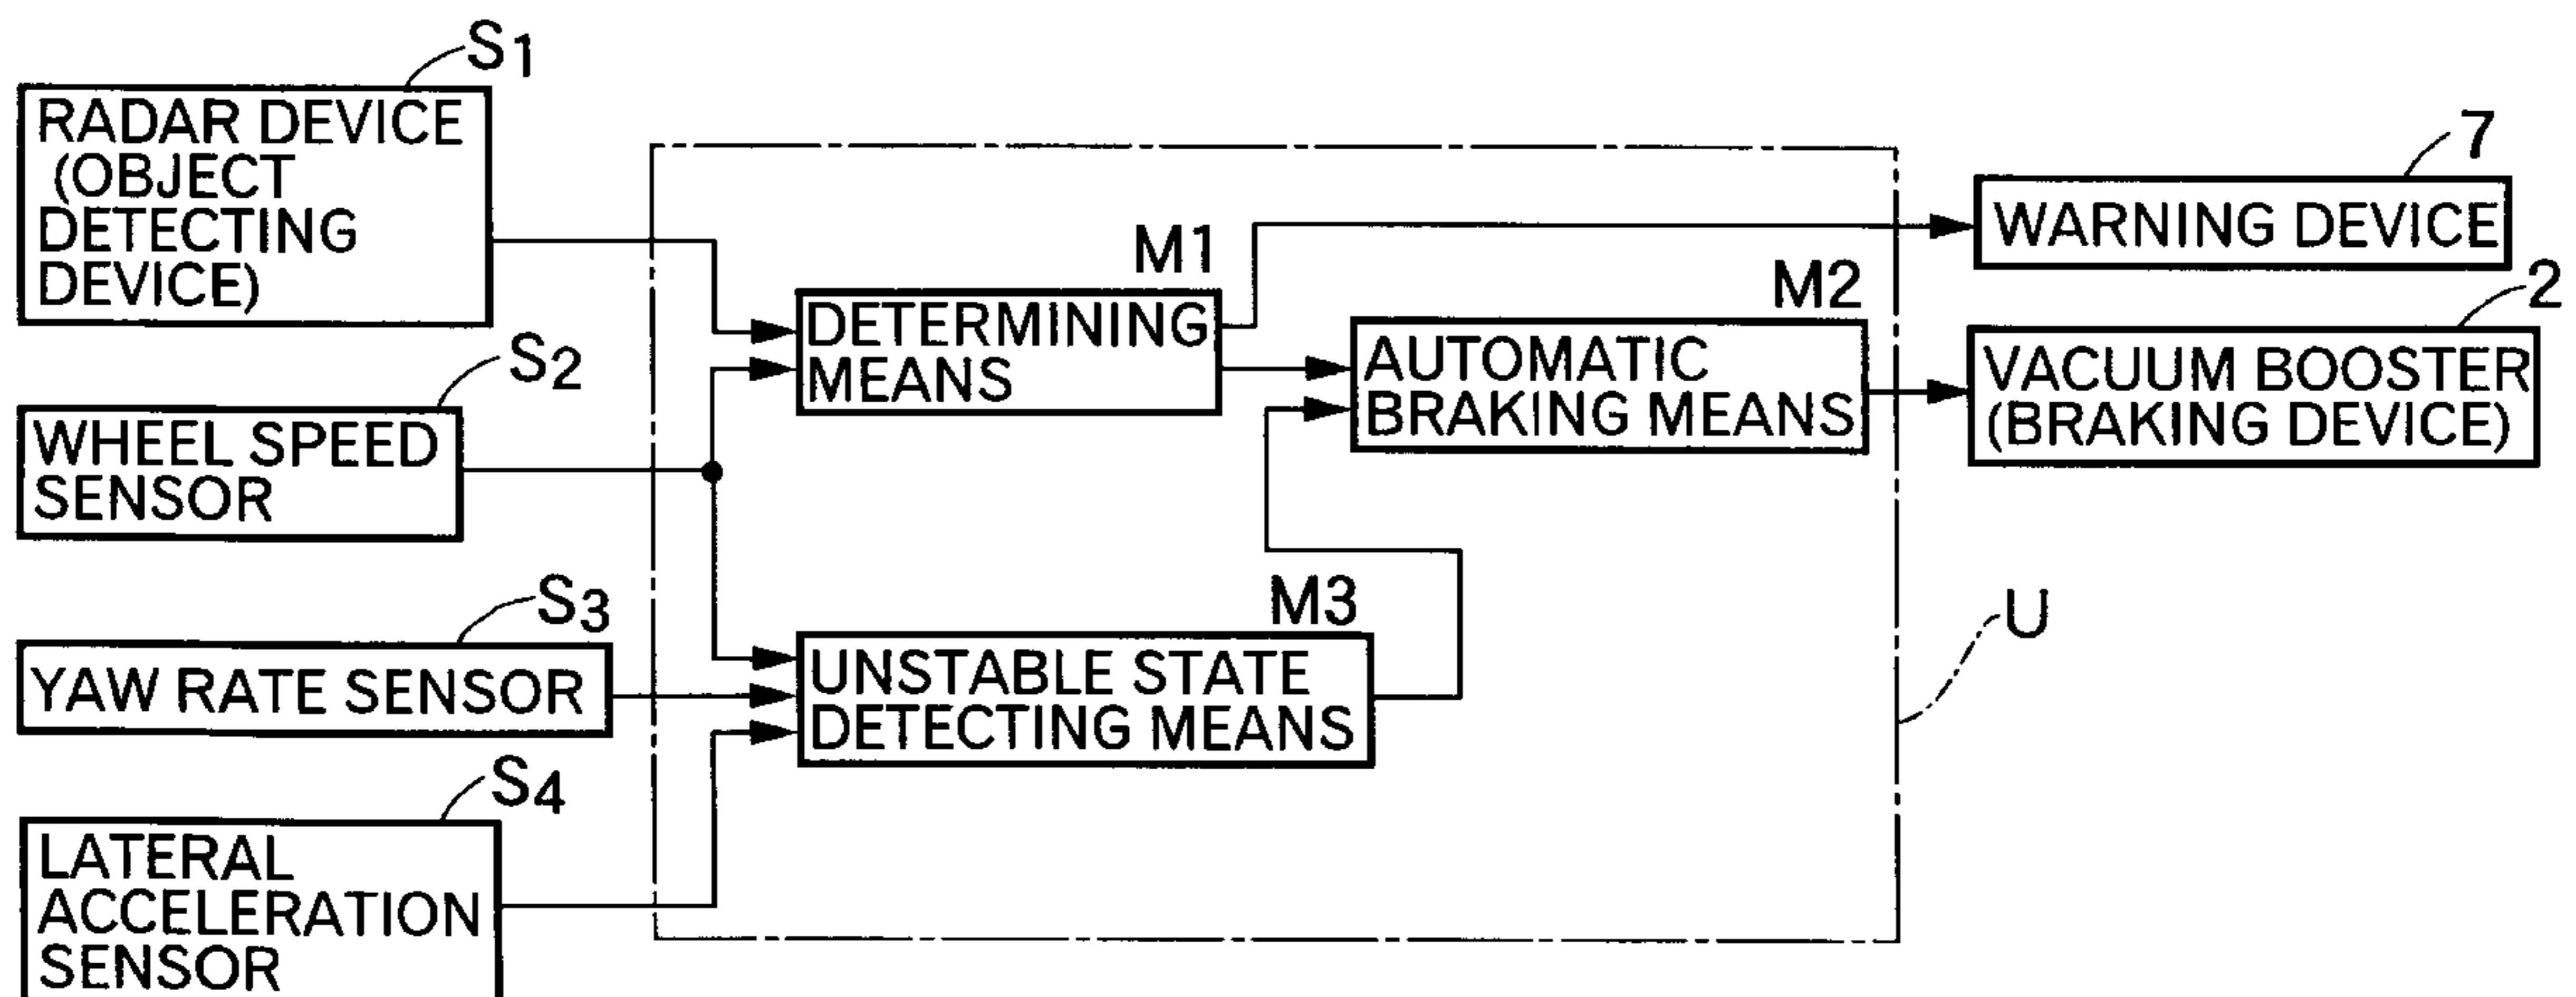 S1
RADAR DEVICE
(OBJECT
DETECTING
DEVICE)
S2
WHEEL SPEED
SENSOR
S3
YAW RATE SENSOR
S4
LATERAL
ACCELERATION
SENSOR
M1
DETERMINING
MEANS
M2
AUTOMATIC
BRAKING MEANS
M3
UNSTABLE STATE
DETECTING MEANS
7
WARNING DEVICE
2
VACUUM BOOSTER
(BRAKING DEVICE)
U